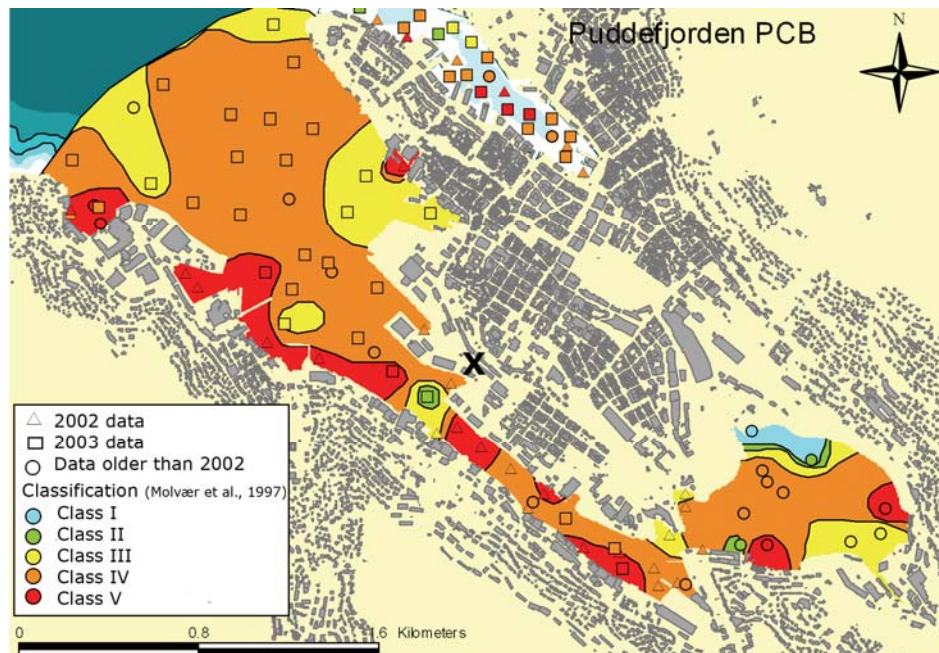 Puddefjorden PCB
N
X
2002 data
2003 data
Data older than 2002
Classification (Molvær et al., 1997)
Class I
Class II
Class III
Class IV
Class V
0 0.8 1.6 Kilometers